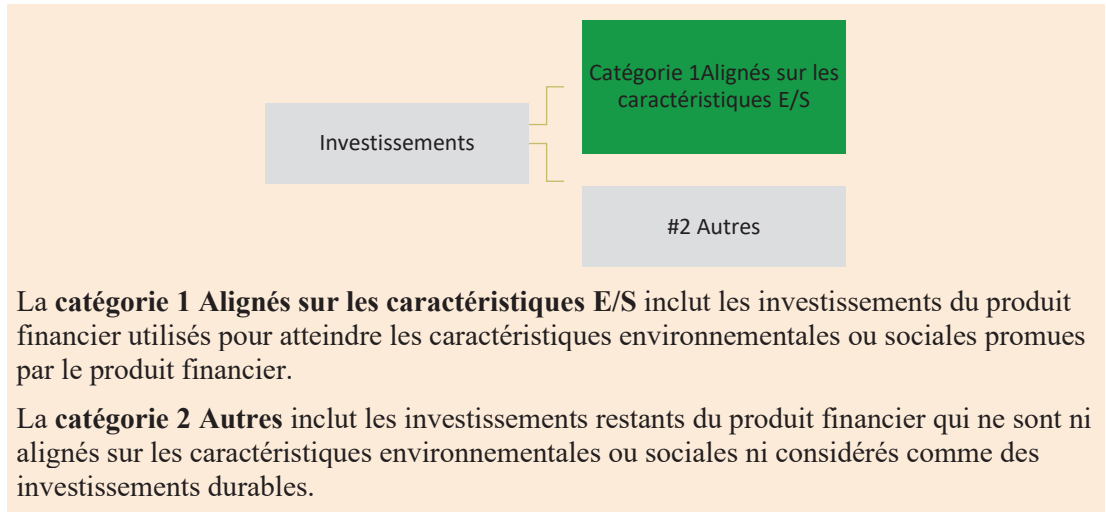 Catégorie 1Alignés sur les
caractéristiques E/S
Investissements
#2 Autres
La catégorie 1 Alignés sur les caractéristiques E/S inclut les investissements du produit
financier utilisés pour atteindre les caractéristiques environnementales ou sociales promues
par le produit financier.
La catégorie 2 Autres inclut les investissements restants du produit financier qui ne sont ni
alignés sur les caractéristiques environnementales ou sociales ni considérés comme des
investissements durables.